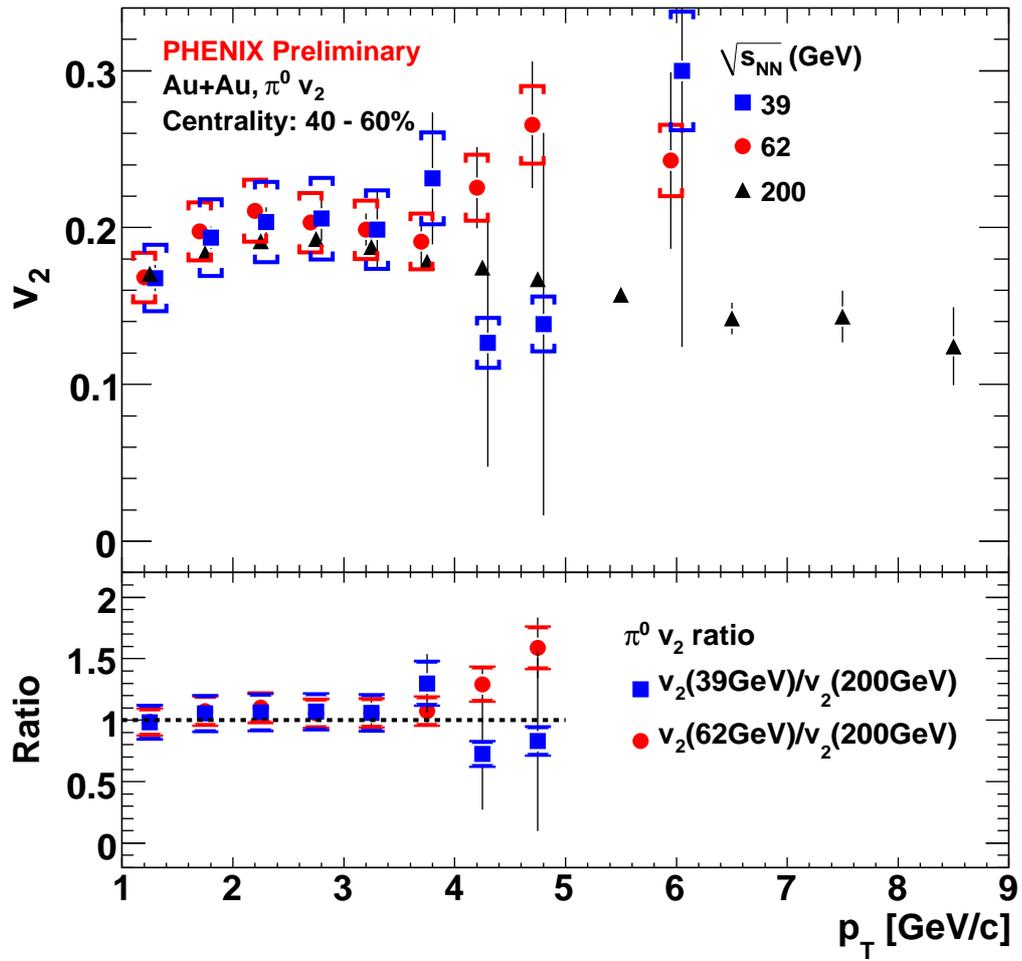 PHENIX Preliminary
Au+Au, π⁰ v₂
Centrality: 40 - 60%
√s_NN (GeV)
39
62
200
v₂
0.3
0.2
0.1
0
π⁰ v₂ ratio
v₂(39GeV)/v₂(200GeV)
v₂(62GeV)/v₂(200GeV)
Ratio
2
1.5
1
0.5
0
1 2 3 4 5 6 7 8 9
p_T [GeV/c]